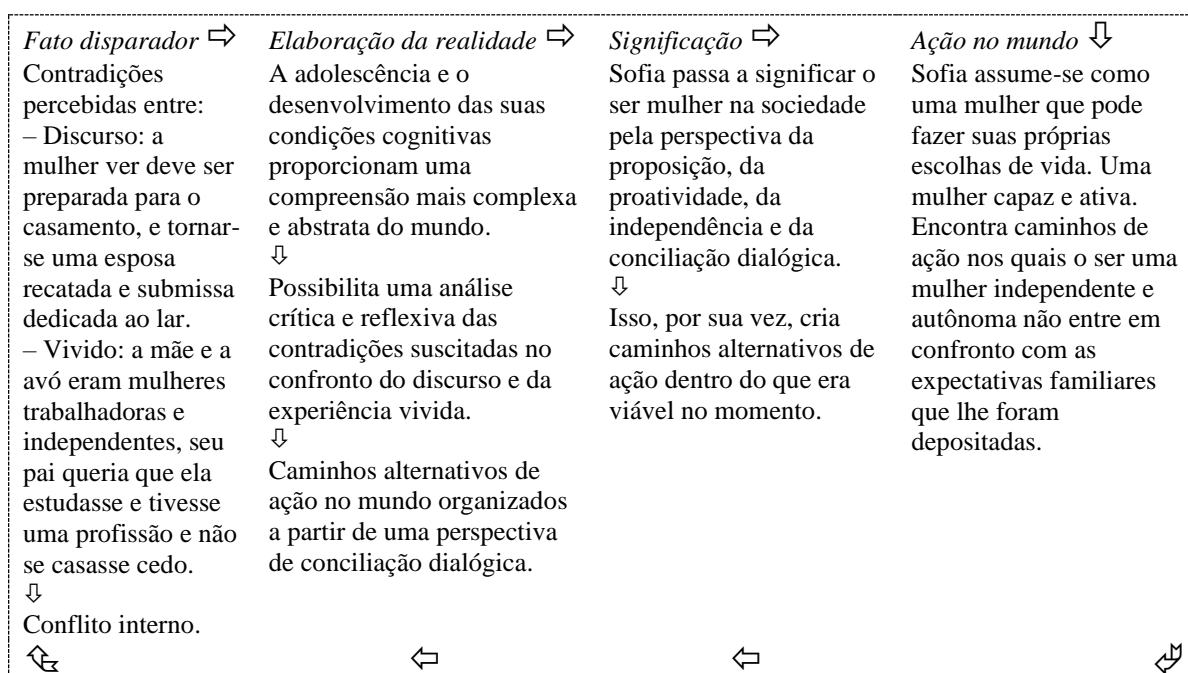 Fato disparador ⇨
Contradições
percebidas entre:
– Discurso: a
mulher ver deve ser
preparada para o
casamento, e tornar-
se uma esposa
recatada e submissa
dedicada ao lar.
– Vivido: a mãe e a
avó eram mulheres
trabalhadoras e
independentes, seu
pai queria que ela
estudasse e tivesse
uma profissão e não
se casasse cedo.
⇩
Conflito interno.
Elaboração da realidade ⇨
A adolescência e o
desenvolvimento das suas
condições cognitivas
proporcionam uma
compreensão mais complexa
e abstrata do mundo.
⇩
Possibilita uma análise
crítica e reflexiva das
contradições suscitadas no
confronto do discurso e da
experiência vivida.
⇩
Caminhos alternativos de
ação no mundo organizados
a partir de uma perspectiva
de conciliação dialógica.
Significação ⇨
Sofia passa a significar o
ser mulher na sociedade
pela perspectiva da
proposição, da
proatividade, da
independência e da
conciliação dialógica.
⇩
Isso, por sua vez, cria
caminhos alternativos de
ação dentro do que era
viável no momento.
Ação no mundo ⇩
Sofia assume-se como
uma mulher que pode
fazer suas próprias
escolhas de vida. Uma
mulher capaz e ativa.
Encontra caminhos de
ação nos quais o ser uma
mulher independente e
autônoma não entre em
confronto com as
expectativas familiares
que lhe foram
depositadas.